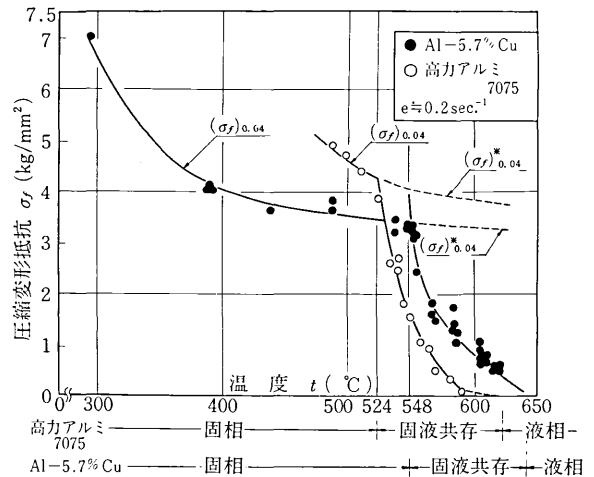 7.5
7
6
5
4
3
2
1
0
圧縮変形抵抗 σf (kg/mm²)
● Al-5.7%Cu
○ 高力アルミ
7075
e≒0.2sec.⁻¹
(σf)0.04
(σf)0.04
(σf)*0.04
(σf)*0.04
0 300 400 500 524 548 600 650
温度 t (℃)
高力アルミ 7075 固相 固液共存 液相
Al-5.7%Cu 固相 固液共存 液相